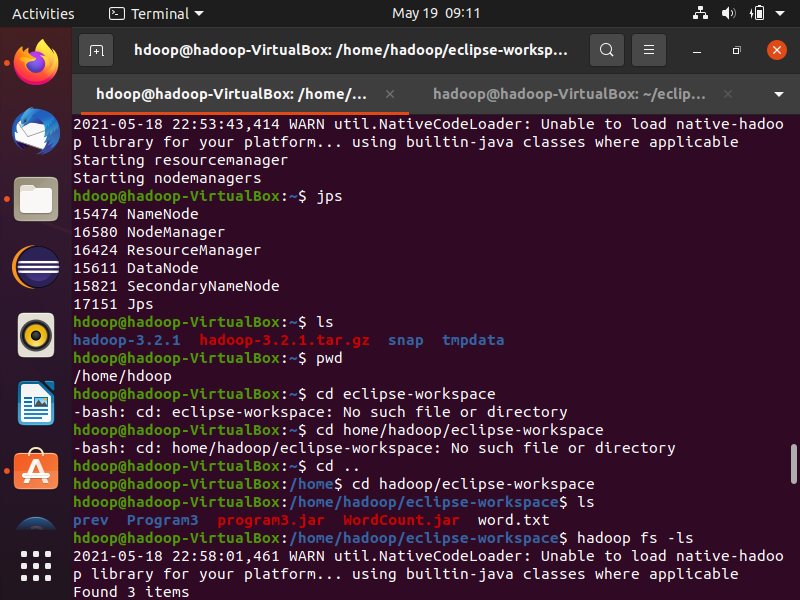 Activities
Terminal
May 19 09:11
hdoop@hadoop-VirtualBox: /home/hadoop/eclipse-worksp...
hdoop@hadoop-VirtualBox: /home/...
hadoop@hadoop-VirtualBox: ~/eclip...
2021-05-18 22:53:43,414 WARN util.NativeCodeLoader: Unable to load native-hadoo
p library for your platform... using builtin-java classes where applicable
Starting resourcemanager
Starting nodemanagers
hdoop@hadoop-VirtualBox:~$ jps
15474 NameNode
16580 NodeManager
16424 ResourceManager
15611 DataNode
15821 SecondaryNameNode
17151 Jps
hdoop@hadoop-VirtualBox:~$ ls
hadoop-3.2.1  hadoop-3.2.1.tar.gz  snap  tmpdata
hdoop@hadoop-VirtualBox:~$ pwd
/home/hdoop
hdoop@hadoop-VirtualBox:~$ cd eclipse-workspace
-bash: cd: eclipse-workspace: No such file or directory
hdoop@hadoop-VirtualBox:~$ cd home/hadoop/eclipse-workspace
-bash: cd: home/hadoop/eclipse-workspace: No such file or directory
hdoop@hadoop-VirtualBox:~$ cd ..
hdoop@hadoop-VirtualBox:/home$ cd hadoop/eclipse-workspace
hdoop@hadoop-VirtualBox:/home/hadoop/eclipse-workspace$ ls
prev  Program3  program3.jar  WordCount.jar  word.txt
hdoop@hadoop-VirtualBox:/home/hadoop/eclipse-workspace$ hadoop fs -ls
2021-05-18 22:58:01,461 WARN util.NativeCodeLoader: Unable to load native-hadoo
p library for your platform... using builtin-java classes where applicable
Found 3 items